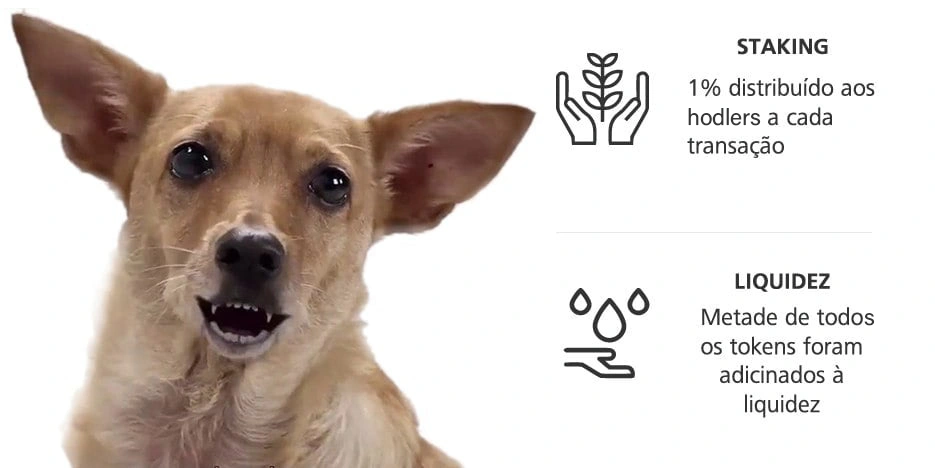 STAKING
1% distribuído aos
hodlers a cada
transação
LIQUIDEZ
Metade de todos
os tokens foram
adicinados à
liquidez